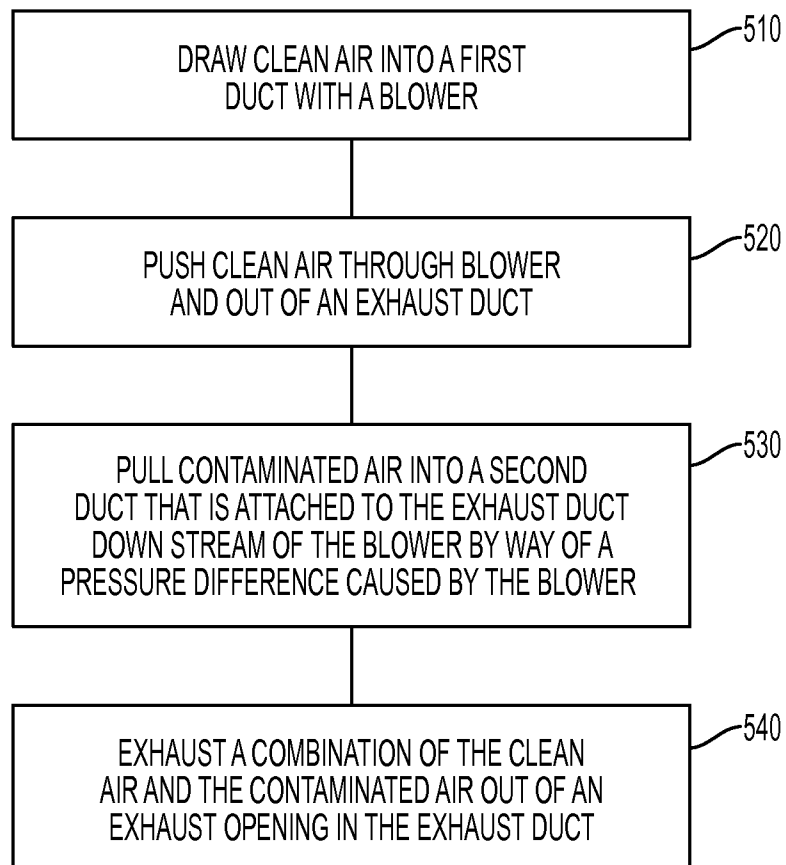 510
DRAW CLEAN AIR INTO A FIRST
DUCT WITH A BLOWER
520
PUSH CLEAN AIR THROUGH BLOWER
AND OUT OF AN EXHAUST DUCT
530
PULL CONTAMINATED AIR INTO A SECOND
DUCT THAT IS ATTACHED TO THE EXHAUST DUCT
DOWN STREAM OF THE BLOWER BY WAY OF A
PRESSURE DIFFERENCE CAUSED BY THE BLOWER
540
EXHAUST A COMBINATION OF THE CLEAN
AIR AND THE CONTAMINATED AIR OUT OF AN
EXHAUST OPENING IN THE EXHAUST DUCT